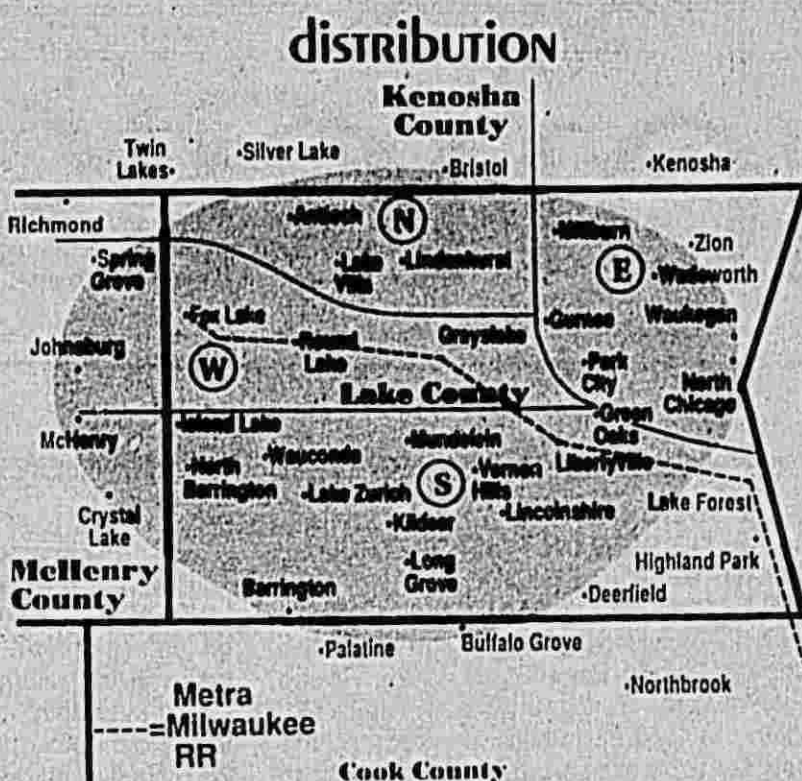 distribution
Kenosha
County
Twin
Lakes
Silver Lake
Bristol
Kenosha
Richmond
Antioch
N
Millburn
Zion
Spring
Grove
Lake
Villa
Lindenhurst
E
Wadsworth
Fox Lake
Gurnee
Waukegan
Johnsburg
Round
Lake
Grayslake
W
Park
City
Lake County
North
Chicago
McHenry
Island Lake
Green
Oaks
Wauconda
Mundelein
North
Barrington
Lake Zurich
S
Vernon
Hills
Libertyville
Crystal
Lake
Kildeer
Lincolnshire
Lake Forest
McHenry
County
Long
Grove
Highland Park
Barrington
Deerfield
Palatine
Buffalo Grove
Northbrook
Metra
----=Milwaukee
RR
Cook County